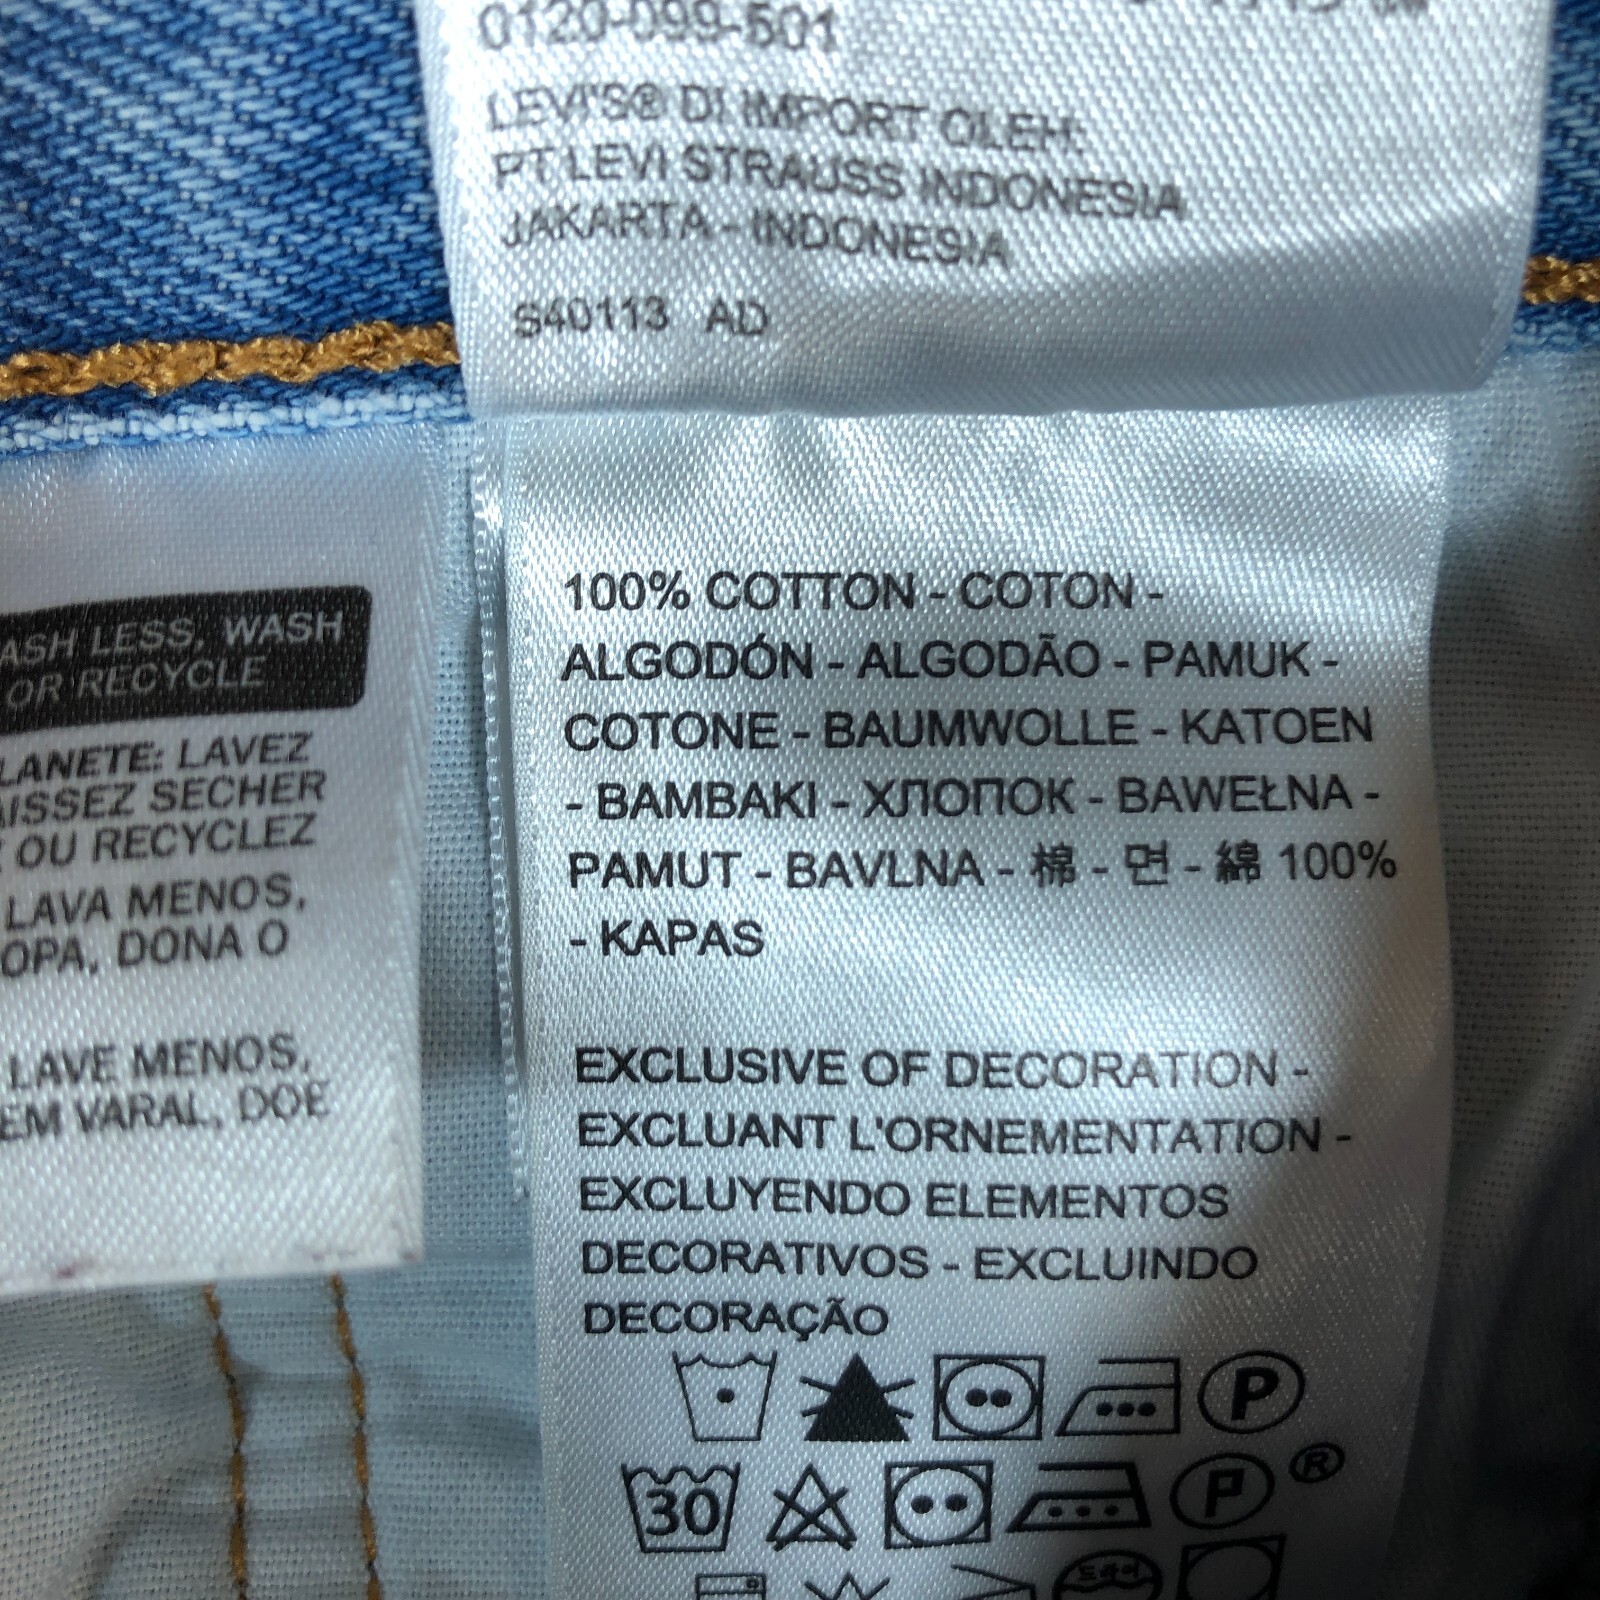 0120-099-501
LEVI'S® DI IMPORT OLEH:
PT LEVI STRAUSS INDONESIA
JAKARTA - INDONESIA
S40113 AD
ASH LESS, WASH
OR RECYCLE
LANETE: LAVEZ
AISSEZ SECHER
OU RECYCLEZ
LAVA MENOS,
OPA, DONA O
LAVE MENOS,
EM VARAL, DOE
100% COTTON - COTON -
ALGODÓN - ALGODÃO - PAMUK -
COTONE - BAUMWOLLE - KATOEN
- BAMBAKI - ХЛОПОК - BAWEŁNA -
PAMUT - BAVLNA - 棉 - 면 - 綿 100%
- KAPAS
EXCLUSIVE OF DECORATION -
EXCLUANT L'ORNEMENTATION -
EXCLUYENDO ELEMENTOS
DECORATIVOS - EXCLUINDO
DECORAÇÃO
P
30 P ®
드라이